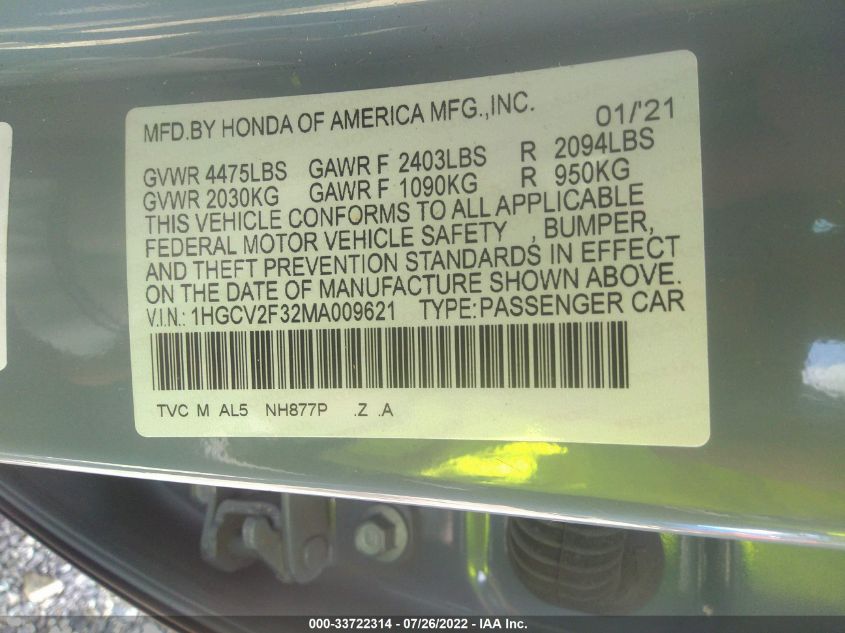 MFD.BY HONDA OF AMERICA MFG.,INC. 01/'21
GVWR 4475LBS GAWR F 2403LBS R 2094LBS
GVWR 2030KG GAWR F 1090KG R 950KG
THIS VEHICLE CONFORMS TO ALL APPLICABLE
FEDERAL MOTOR VEHICLE SAFETY , BUMPER,
AND THEFT PREVENTION STANDARDS IN EFFECT
ON THE DATE OF MANUFACTURE SHOWN ABOVE.
V.I.N.: 1HGCV2F32MA009621 TYPE:PASSENGER CAR
TVC M AL5 NH877P .Z .A
000-33722314 - 07/26/2022 - IAA Inc.